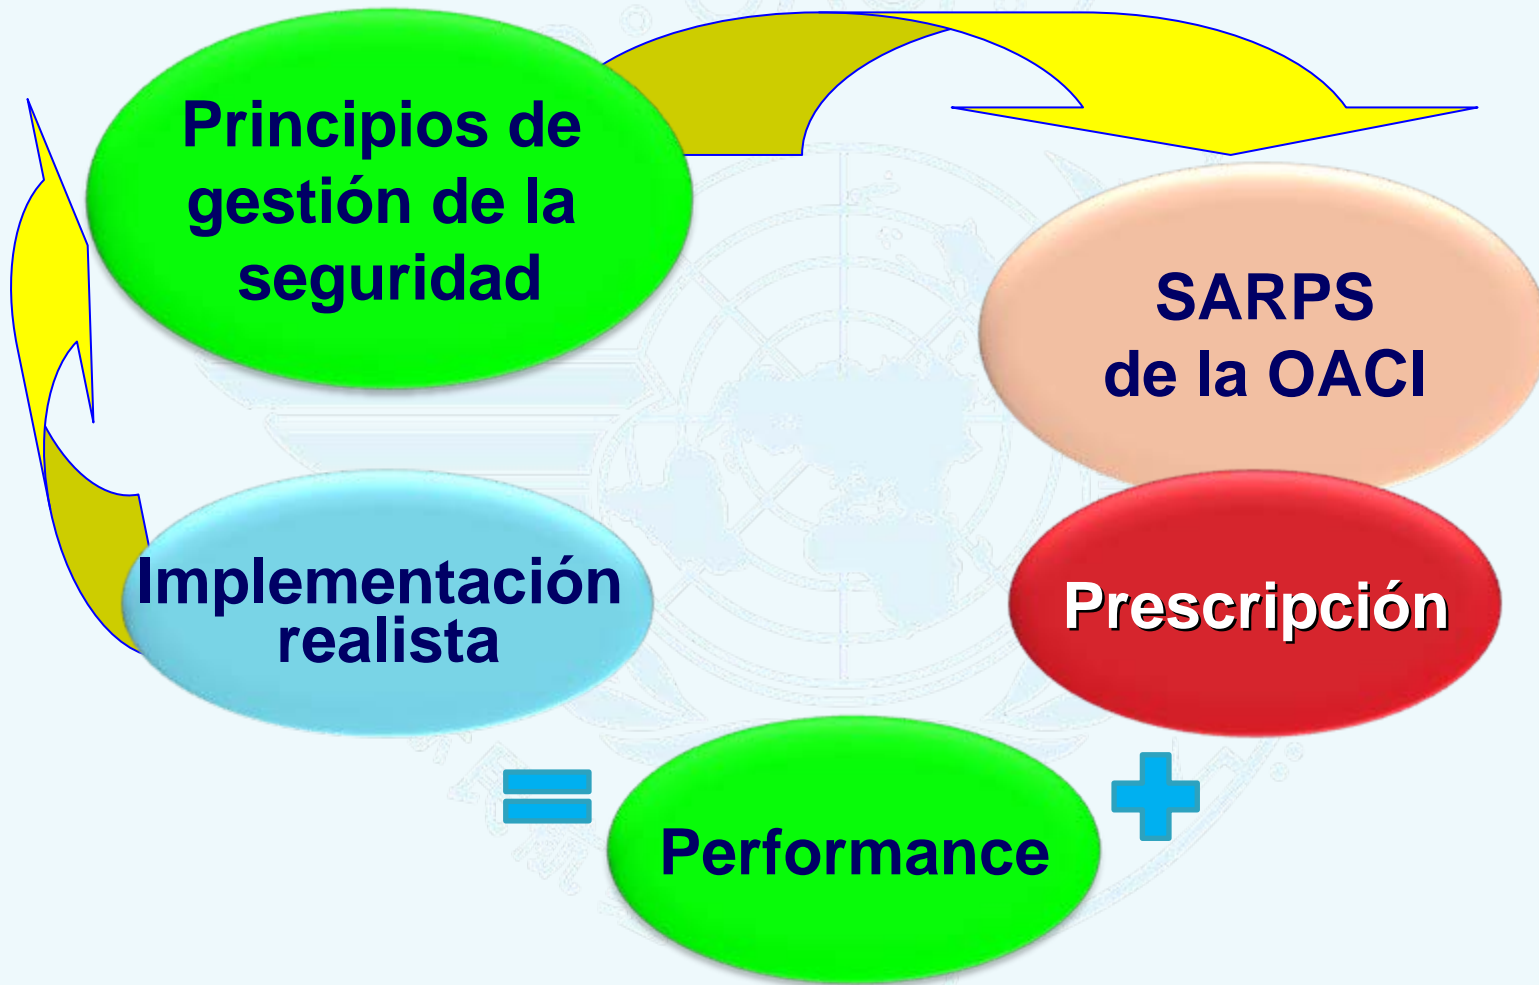 Principios de
gestión de la
seguridad
SARPS
de la OACI
Prescripción
Performance
Implementación
realista